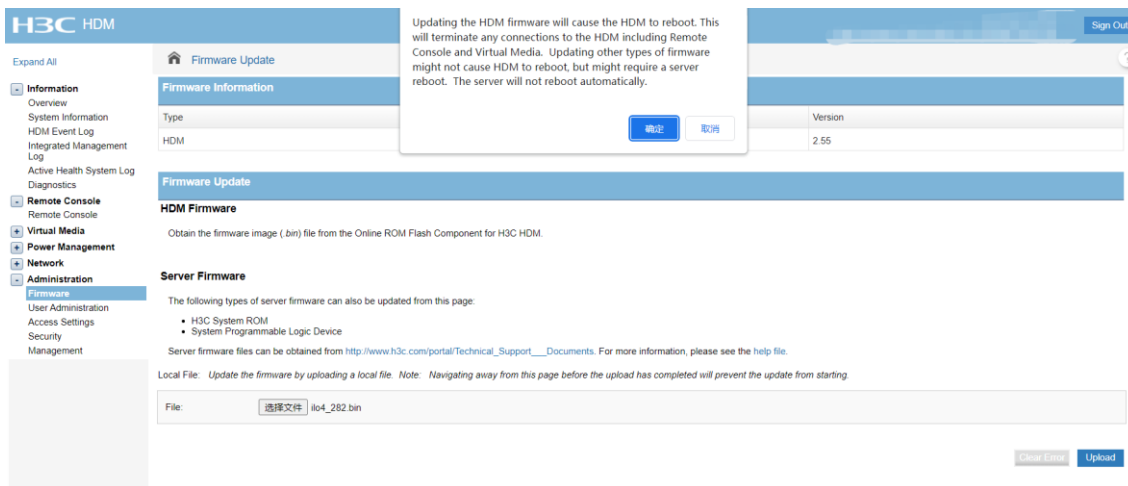 H3C HDM
Updating the HDM firmware will cause the HDM to reboot. This
will terminate any connections to the HDM including Remote
Console and Virtual Media. Updating other types of firmware
might not cause HDM to reboot, but might require a server
reboot. The server will not reboot automatically.
确定 取消
Sign Out
Expand All
Information
Overview
System Information
HDM Event Log
Integrated Management
Log
Active Health System Log
Diagnostics
Remote Console
Remote Console
Virtual Media
Power Management
Network
Administration
Firmware
User Administration
Access Settings
Security
Management
Firmware Update
?
Firmware Information
Type Version
HDM 2.55
Firmware Update
HDM Firmware
Obtain the firmware image (.bin) file from the Online ROM Flash Component for H3C HDM.
Server Firmware
The following types of server firmware can also be updated from this page:
• H3C System ROM
• System Programmable Logic Device
Server firmware files can be obtained from http://www.h3c.com/portal/Technical_Support___Documents. For more information, please see the help file.
Local File: Update the firmware by uploading a local file. Note: Navigating away from this page before the upload has completed will prevent the update from starting.
File: 选择文件 ilo4_282.bin
Clear Error Upload